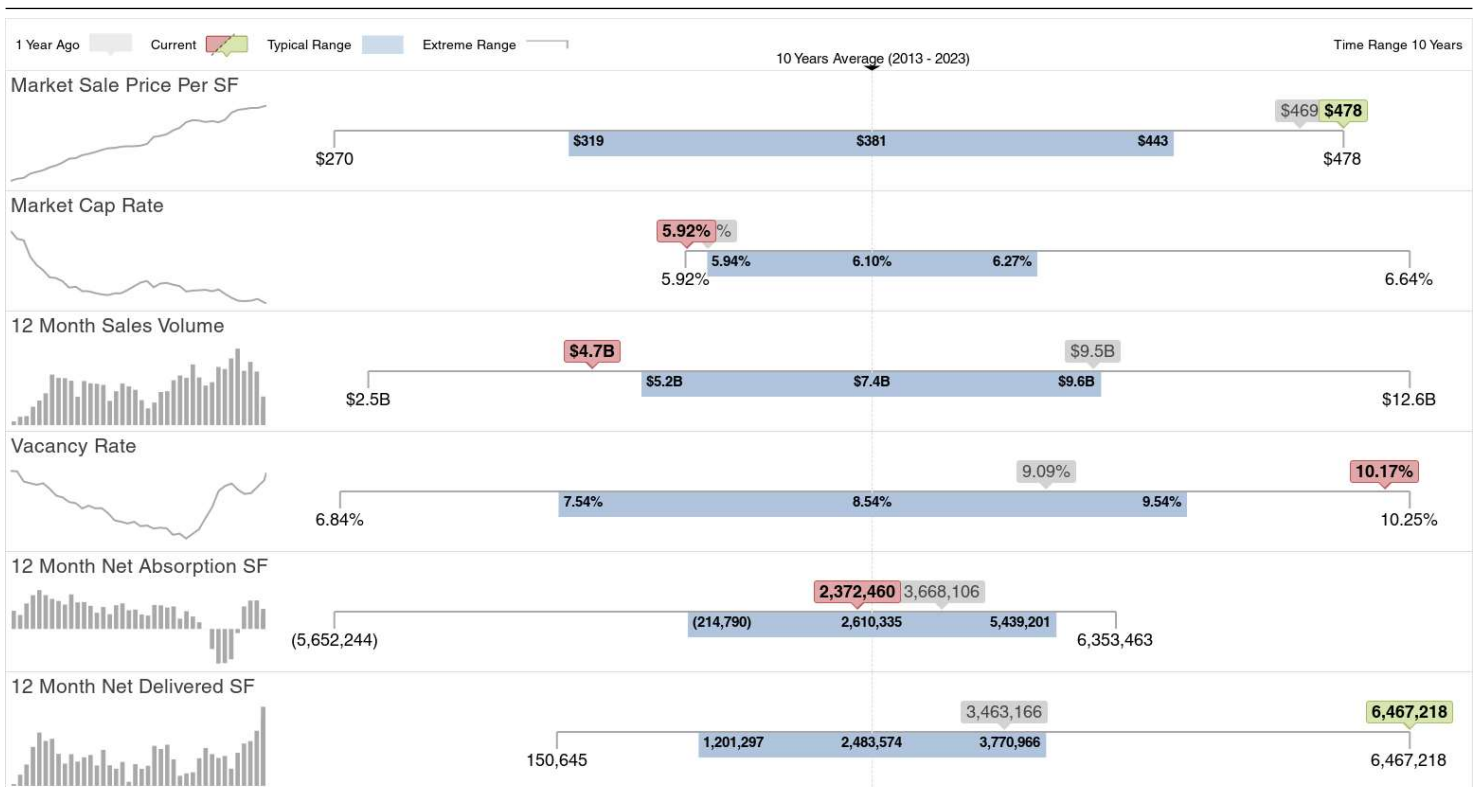 1 Year Ago Current Typical Range Extreme Range 10 Years Average (2013 - 2023) Time Range 10 Years
Market Sale Price Per SF
$469 $478
$319 $381 $443
$270 $478
Market Cap Rate
5.92% %
5.94% 6.10% 6.27%
5.92% 6.64%
12 Month Sales Volume
$4.7B $9.5B
$5.2B $7.4B $9.6B
$2.5B $12.6B
Vacancy Rate
9.09% 10.17%
7.54% 8.54% 9.54%
6.84% 10.25%
12 Month Net Absorption SF
2,372,460 3,668,106
(214,790) 2,610,335 5,439,201
(5,652,244) 6,353,463
12 Month Net Delivered SF
3,463,166 6,467,218
1,201,297 2,483,574 3,770,966
150,645 6,467,218